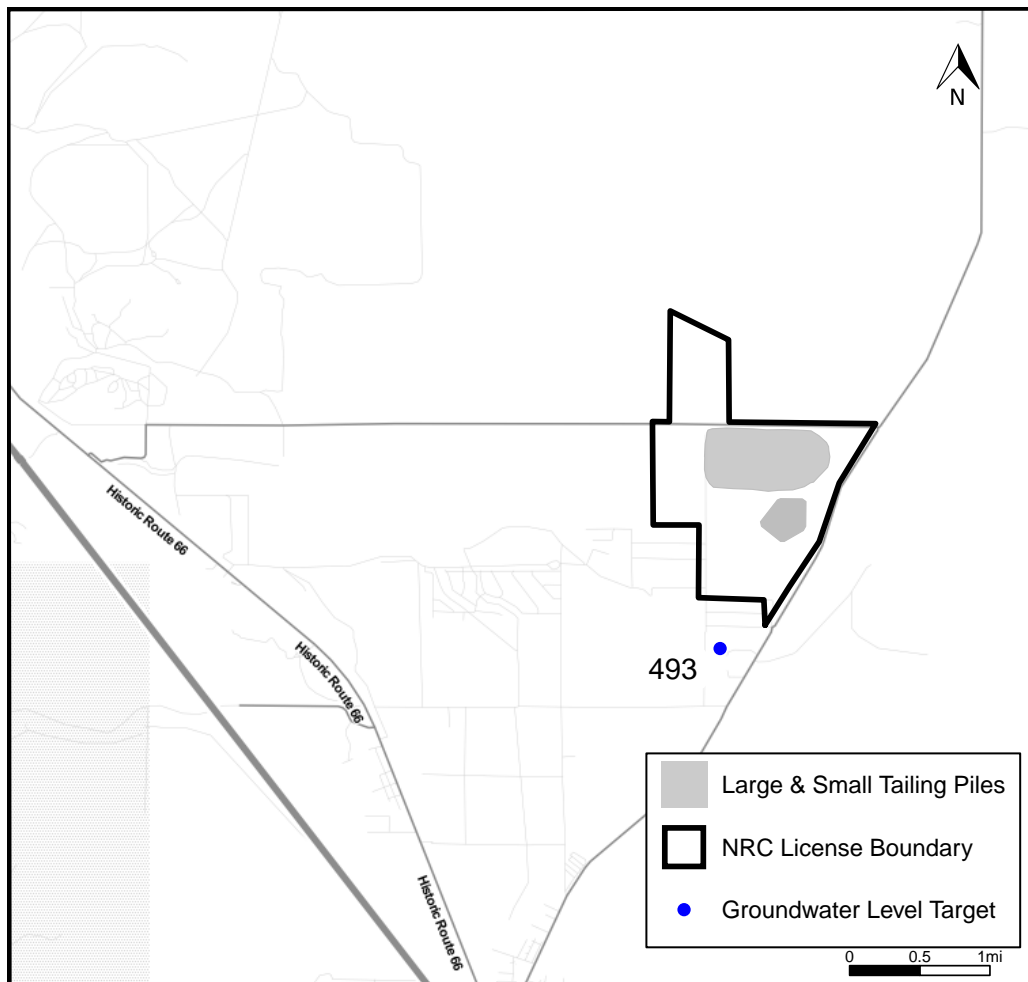 N
Historic Route 66
Historic Route 66
493
Historic Route 66
Large & Small Tailing Piles
NRC License Boundary
Groundwater Level Target
0 0.5 1mi